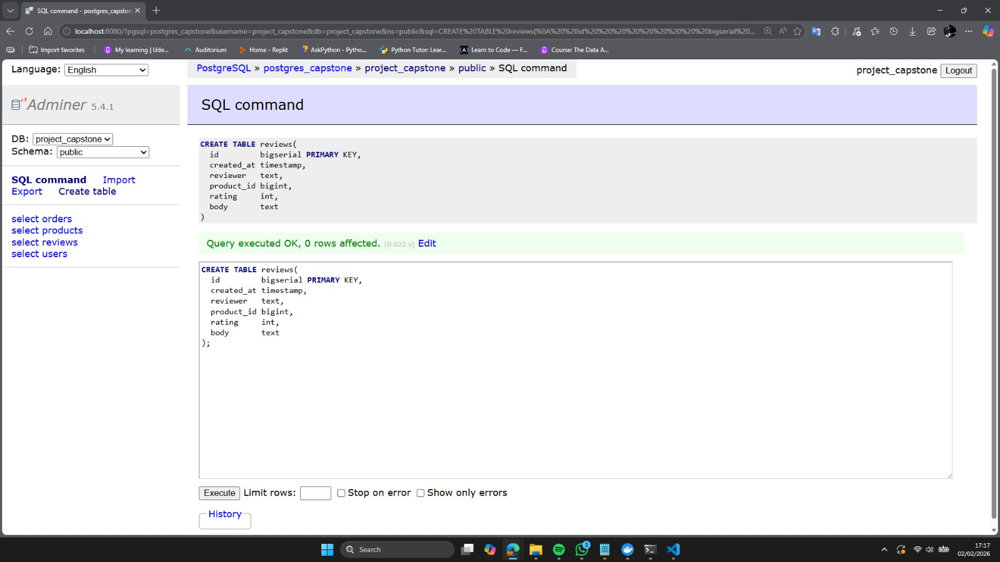 SQL command - postgres_capston
localhost:8080/?pgsql=postgres_capstone&username=project_capstone&db=project_capstone&ns=public&sql=CREATE%20TABLE%20reviews(%0A%20%20id%20%20%20%20%20%20%20%20%20bigserial%20...
Import favorites
My learning | Ude...
Auditorium
Home - Replit
AskPython - Pytho...
Python Tutor: Lear...
Learn to Code — F...
Course: The Data A...
Language: English
PostgreSQL » postgres_capstone » project_capstone » public » SQL command
project_capstone Logout
Adminer 5.4.1
SQL command
DB: project_capstone
Schema: public
SQL command Import
Export Create table
select orders
select products
select reviews
select users
CREATE TABLE reviews(
id bigserial PRIMARY KEY,
created_at timestamp,
reviewer text,
product_id bigint,
rating int,
body text
)
Query executed OK, 0 rows affected. (0.022 s) Edit
CREATE TABLE reviews(
id bigserial PRIMARY KEY,
created_at timestamp,
reviewer text,
product_id bigint,
rating int,
body text
);
Execute Limit rows: Stop on error Show only errors
History
Search
3
17:17
02/02/2026